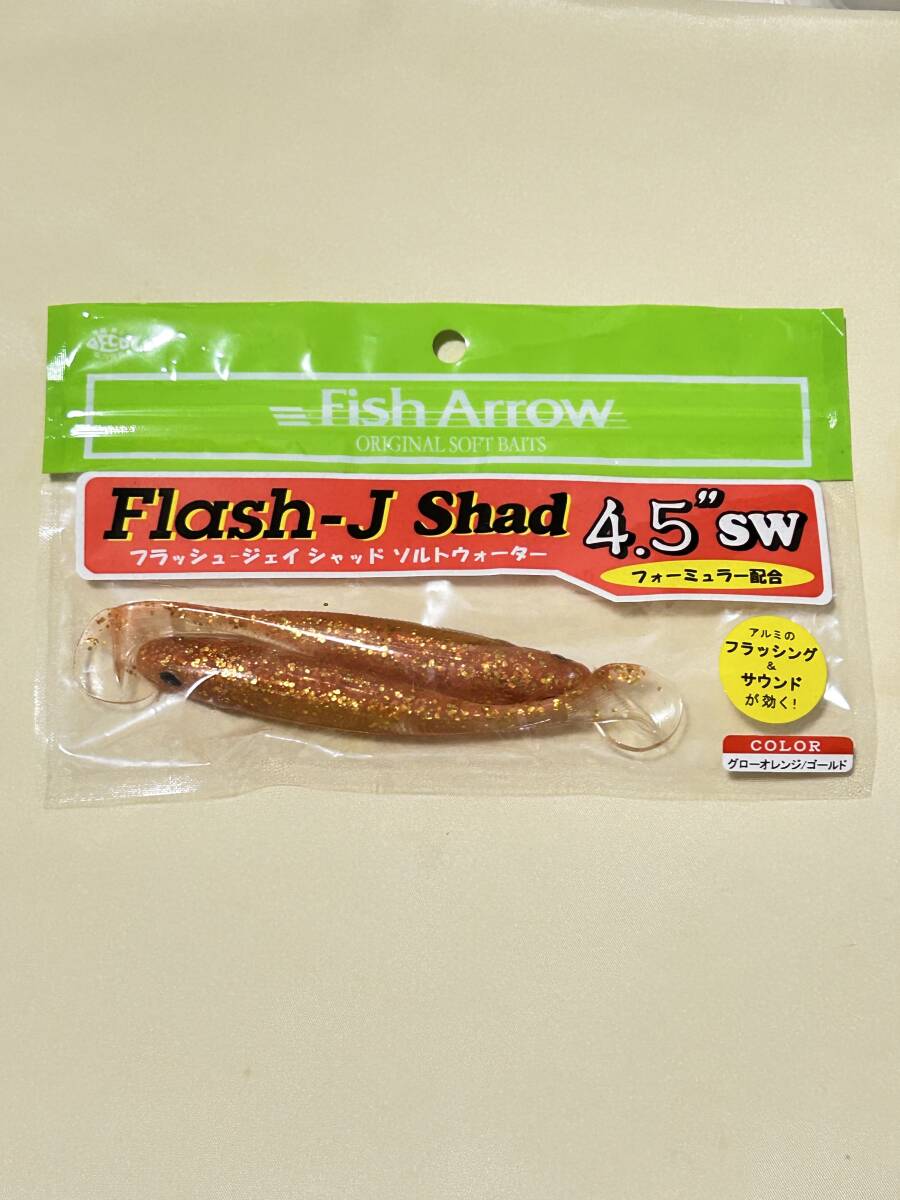 Fish Arrow
ORIGINAL SOFT BAITS
Flash-J Shad 4.5" SW
フラッシュ-ジェイ シャッド ソルトウォーター
フォーミュラー配合
アルミの
フラッシング
&
サウンド
が効く!
COLOR
グローオレンジ/ゴールド